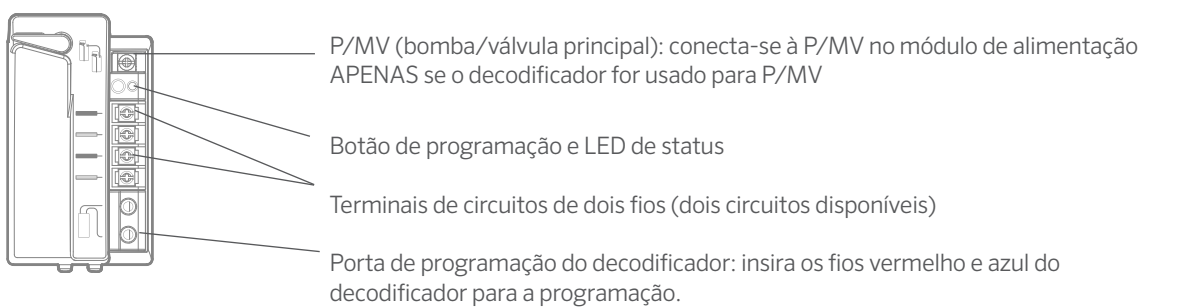 P/MV (bomba/válvula principal): conecta-se à P/MV no módulo de alimentação
APENAS se o decodificador for usado para P/MV
Botão de programação e LED de status
Terminais de circuitos de dois fios (dois circuitos disponíveis)
Porta de programação do decodificador: insira os fios vermelho e azul do
decodificador para a programação.